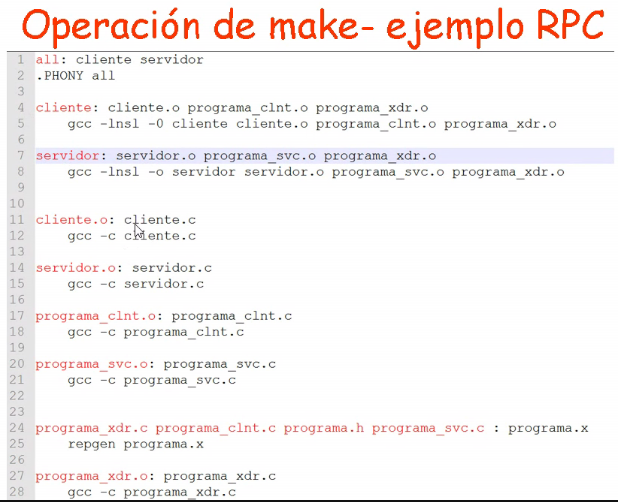 Operación de make- ejemplo RPC
1 all: cliente servidor
2 .PHONY all
3
4 cliente: cliente.o programa_clnt.o programa_xdr.o
5 gcc -lnsl -0 cliente cliente.o programa_clnt.o programa_xdr.o
6
7 servidor: servidor.o programa_svc.o programa_xdr.o
8 gcc -lnsl -o servidor servidor.o programa_svc.o programa_xdr.o
9
10
11 cliente.o: cliente.c
12 gcc -c cliente.c
13
14 servidor.o: servidor.c
15 gcc -c servidor.c
16
17 programa_clnt.o: programa_clnt.c
18 gcc -c programa_clnt.c
19
20 programa_svc.o: programa_svc.c
21 gcc -c programa_svc.c
22
23
24 programa_xdr.c programa_clnt.c programa.h programa_svc.c : programa.x
25 repgen programa.x
26
27 programa_xdr.o: programa_xdr.c
28 gcc -c programa_xdr.c